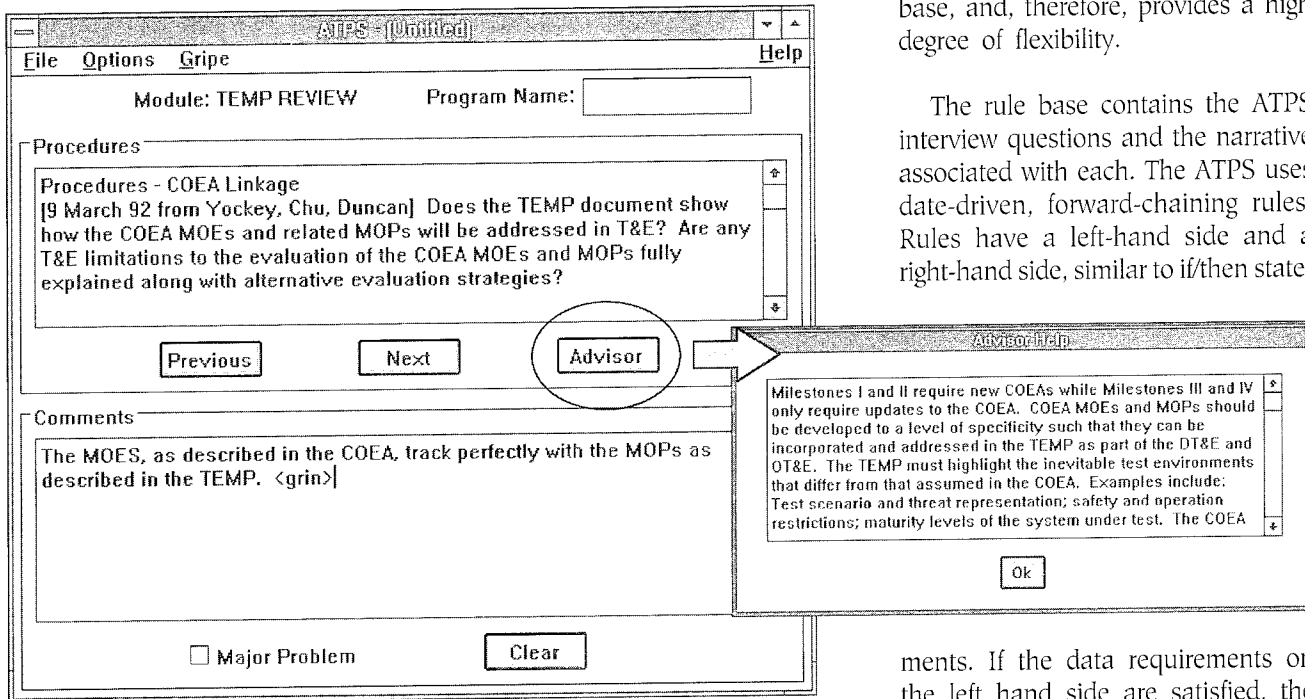 ATPS - [Untitled]
File Options Gripe Help
Module: TEMP REVIEW Program Name:
Procedures
Procedures - COEA Linkage
[9 March 92 from Yockey, Chu, Duncan] Does the TEMP document show
how the COEA MOEs and related MOPs will be addressed in T&E? Are any
T&E limitations to the evaluation of the COEA MOEs and MOPs fully
explained along with alternative evaluation strategies?
Previous Next Advisor
Comments
The MOES, as described in the COEA, track perfectly with the MOPs as
described in the TEMP. <grin>
Major Problem Clear
Advisor Help
Milestones I and II require new COEAs while Milestones III and IV
only require updates to the COEA. COEA MOEs and MOPs should
be developed to a level of specificity such that they can be
incorporated and addressed in the TEMP as part of the DT&E and
OT&E. The TEMP must highlight the inevitable test environments
that differ from that assumed in the COEA. Examples include:
Test scenario and threat representation; safety and operation
restrictions; maturity levels of the system under test. The COEA
Ok
base, and, therefore, provides a high
degree of flexibility.
The rule base contains the ATPS
interview questions and the narrative
associated with each. The ATPS uses
date-driven, forward-chaining rules
Rules have a left-hand side and a
right-hand side, similar to if/then state
ments. If the data requirements on
the left hand side are satisfied, the